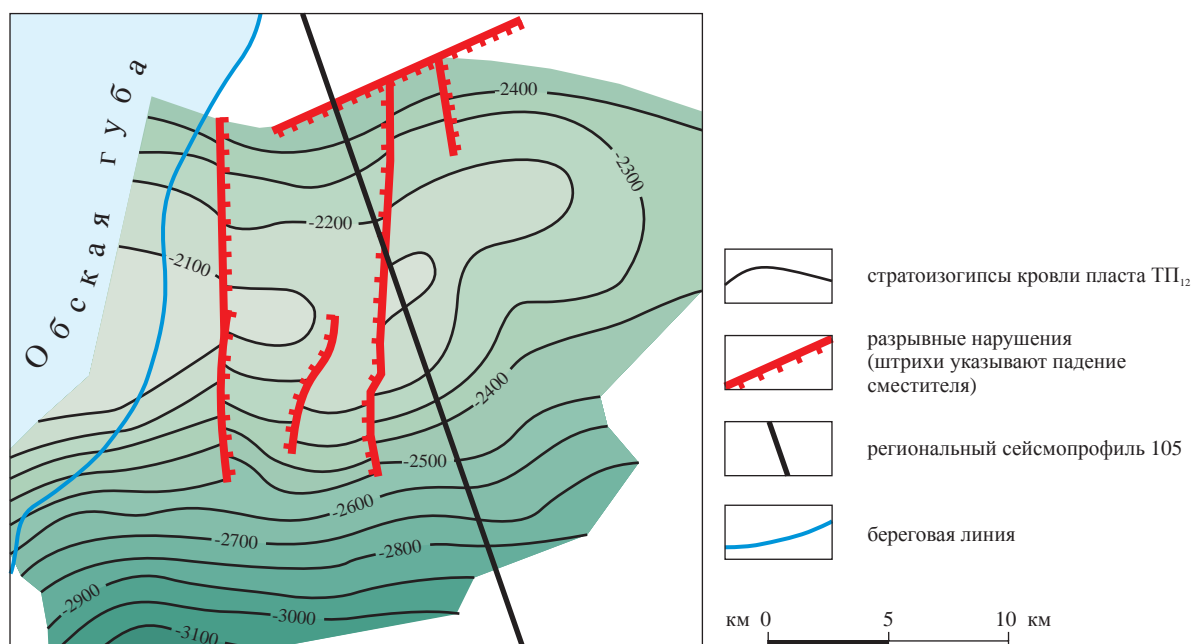 Обская губа
-2400
-2300
-2200
-2100
-2400
-2500
-2600
-2700
-2800
-2900
-3000
-3100
стратоизогипсы кровли пласта ТП₁₂
разрывные нарушения
(штрихи указывают падение
сместителя)
региональный сейсмопрофиль 105
береговая линия
км 0 5 10 км